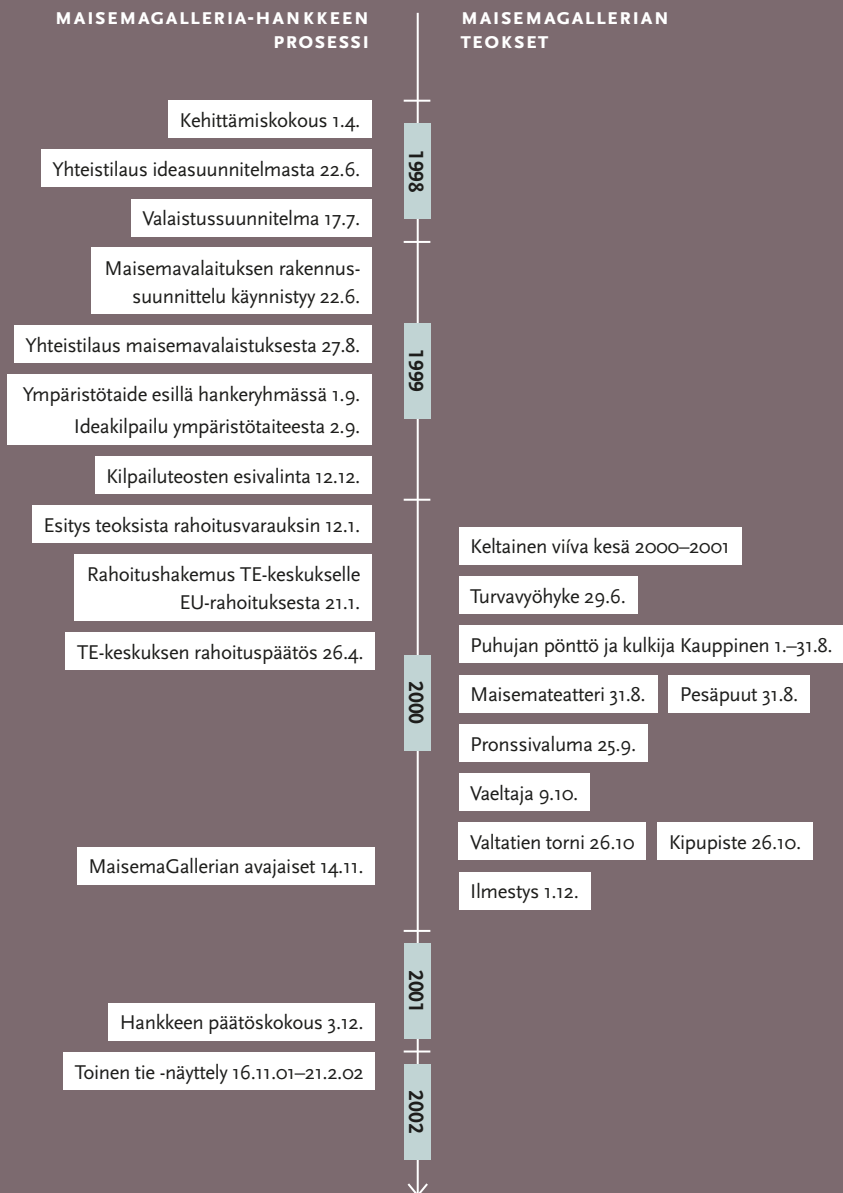 MAISEMAGALLERIA-HANKKEEN
PROSESSI
MAISEMAGALLERIAN
TEOKSET
1998
Kehittämiskokous 1.4.
Yhteistilaus ideasuunnitelmasta 22.6.
Valaistussuunnitelma 17.7.
1999
Maisemavalaituksen rakennus-
suunnittelu käynnistyy 22.6.
Yhteistilaus maisemavalaistuksesta 27.8.
Ympäristötaide esillä hankeryhmässä 1.9.
Ideakilpailu ympäristötaiteesta 2.9.
Kilpailuteosten esivalinta 12.12.
2000
Esitys teoksista rahoitusvarauksin 12.1.
Rahoitushakemus TE-keskukselle
EU-rahoituksesta 21.1.
TE-keskuksen rahoituspäätös 26.4.
MaisemaGallerian avajaiset 14.11.
Keltainen viiva kesä 2000–2001
Turvavyöhyke 29.6.
Puhujan pönttö ja kulkija Kauppinen 1.–31.8.
Maisemateatteri 31.8.
Pesäpuut 31.8.
Pronssivaluma 25.9.
Vaeltaja 9.10.
Valtatien torni 26.10
Kipupiste 26.10.
Ilmestys 1.12.
2001
Hankkeen päätöskokous 3.12.
Toinen tie -näyttely 16.11.01–21.2.02
2002